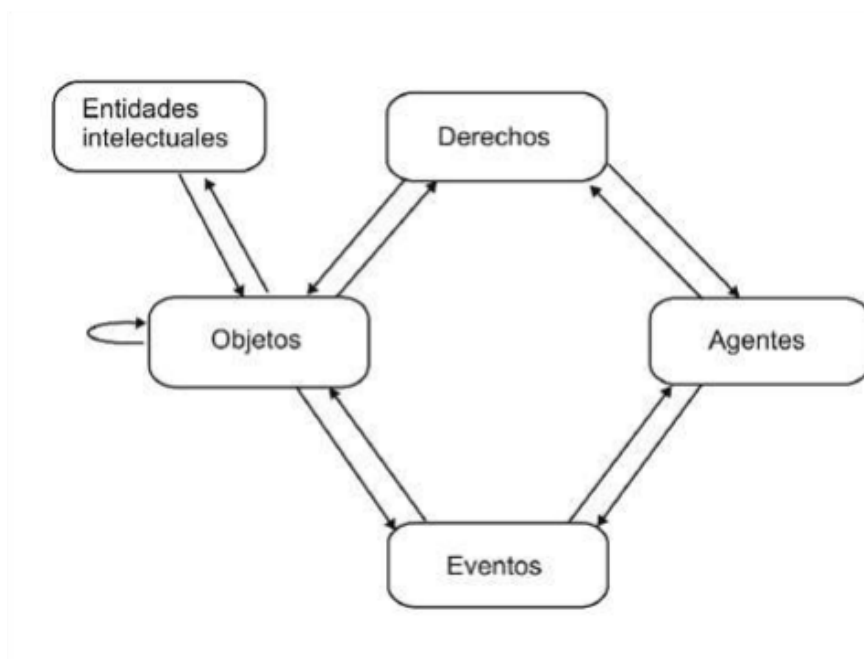 Entidades
intelectuales
Derechos
Objetos
Agentes
Eventos